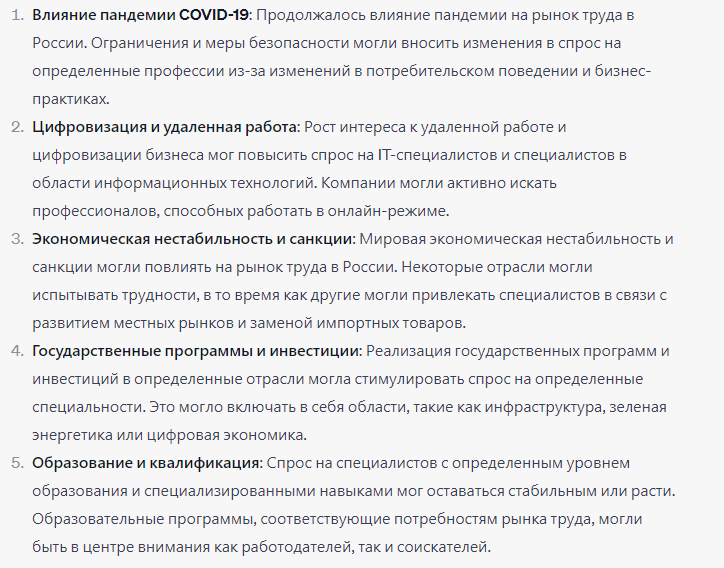 1. Влияние пандемии COVID-19: Продолжалось влияние пандемии на рынок труда в
России. Ограничения и меры безопасности могли вносить изменения в спрос на
определенные профессии из-за изменений в потребительском поведении и бизнес-
практиках.
2. Цифровизация и удаленная работа: Рост интереса к удаленной работе и
цифровизации бизнеса мог повысить спрос на IT-специалистов и специалистов в
области информационных технологий. Компании могли активно искать
профессионалов, способных работать в онлайн-режиме.
3. Экономическая нестабильность и санкции: Мировая экономическая нестабильность и
санкции могли повлиять на рынок труда в России. Некоторые отрасли могли
испытывать трудности, в то время как другие могли привлекать специалистов в связи с
развитием местных рынков и заменой импортных товаров.
4. Государственные программы и инвестиции: Реализация государственных программ и
инвестиций в определенные отрасли могла стимулировать спрос на определенные
специальности. Это могло включать в себя области, такие как инфраструктура, зеленая
энергетика или цифровая экономика.
5. Образование и квалификация: Спрос на специалистов с определенным уровнем
образования и специализированными навыками мог оставаться стабильным или расти.
Образовательные программы, соответствующие потребностям рынка труда, могли
быть в центре внимания как работодателей, так и соискателей.